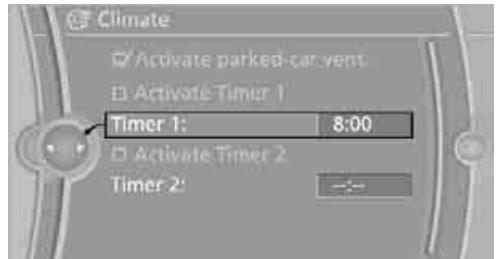 Climate
Activate parked-car vent.
Activate Timer 1
Timer 1: 8:00
Activate Timer 2
Timer 2: --:--